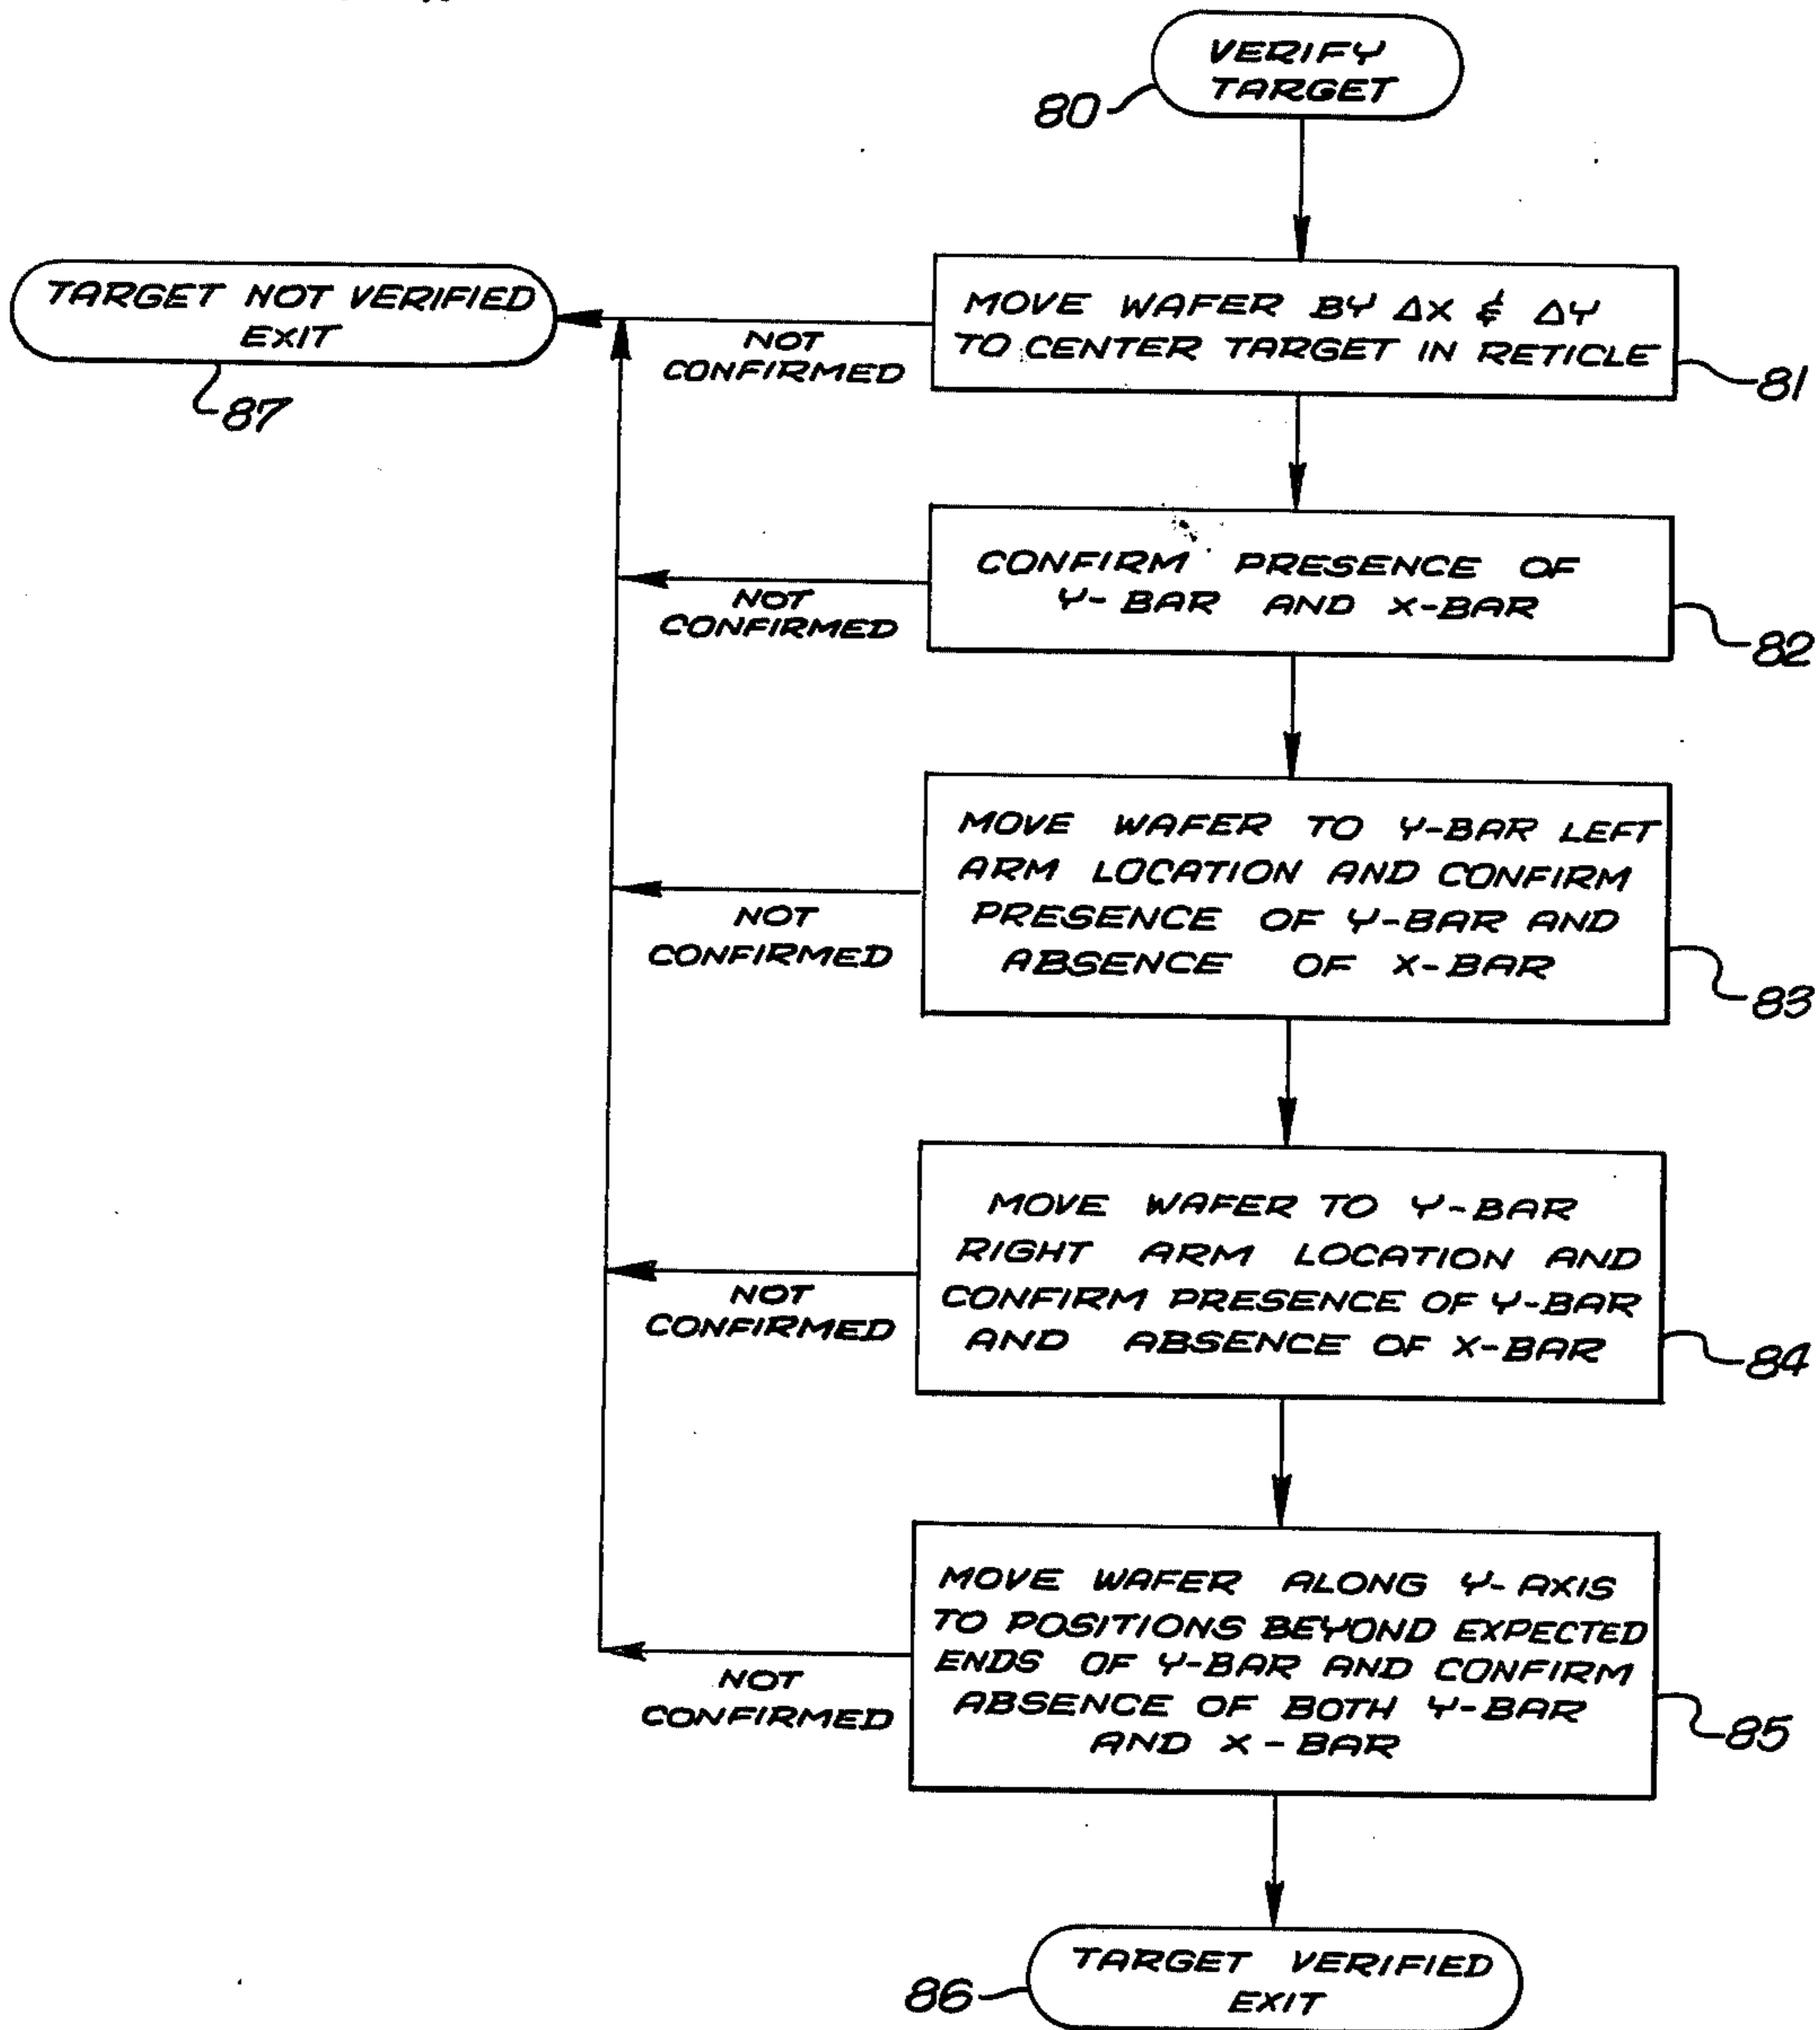 VERIFY
TARGET
80
MOVE WAFER BY ΔX & ΔY
TO CENTER TARGET IN RETICLE
81
NOT
CONFIRMED
TARGET NOT VERIFIED
EXIT
87
CONFIRM PRESENCE OF
Y-BAR AND X-BAR
82
NOT
CONFIRMED
MOVE WAFER TO Y-BAR LEFT
ARM LOCATION AND CONFIRM
PRESENCE OF Y-BAR AND
ABSENCE OF X-BAR
83
NOT
CONFIRMED
MOVE WAFER TO Y-BAR
RIGHT ARM LOCATION AND
CONFIRM PRESENCE OF Y-BAR
AND ABSENCE OF X-BAR
84
NOT
CONFIRMED
MOVE WAFER ALONG Y-AXIS
TO POSITIONS BEYOND EXPECTED
ENDS OF Y-BAR AND CONFIRM
ABSENCE OF BOTH Y-BAR
AND X-BAR
85
NOT
CONFIRMED
TARGET VERIFIED
EXIT
86